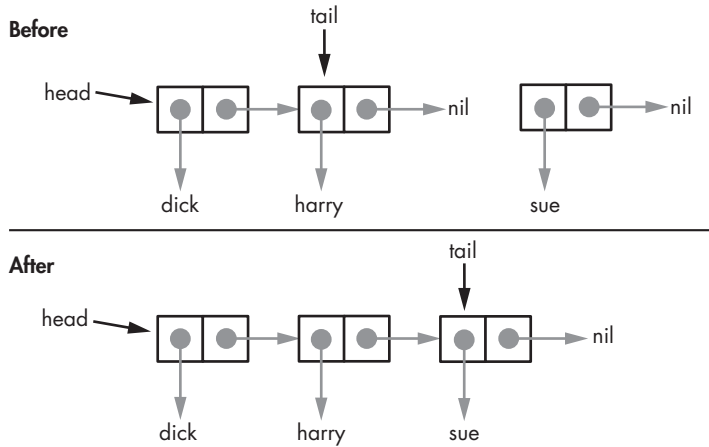 Before
tail
head
nil
nil
dick
harry
sue
After
tail
head
nil
dick
harry
sue